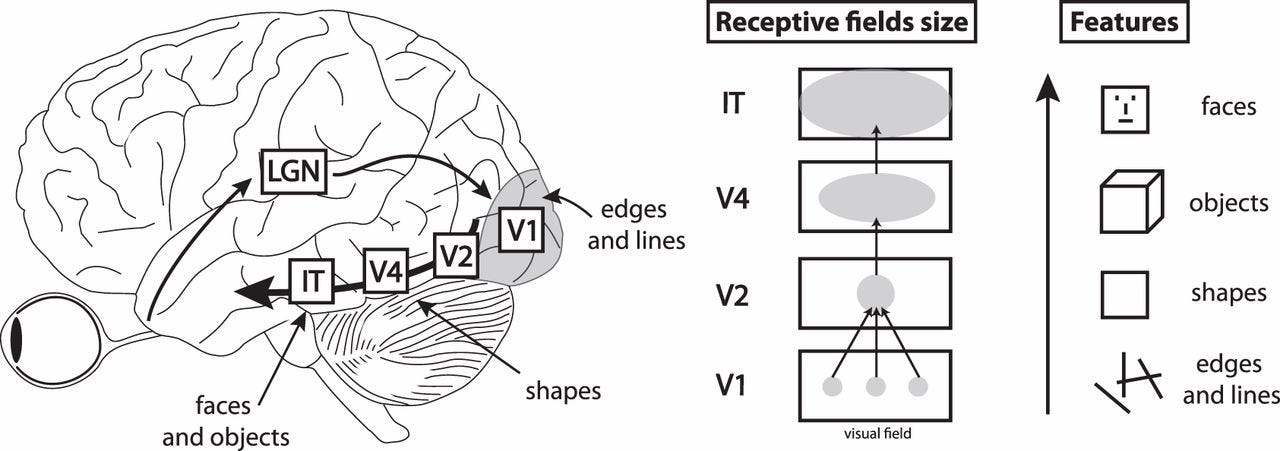 LGN
V1
V2
V4
IT
edges
and lines
shapes
faces
and objects
Receptive fields size
IT
V4
V2
V1
visual field
Features
faces
objects
shapes
edges
and lines